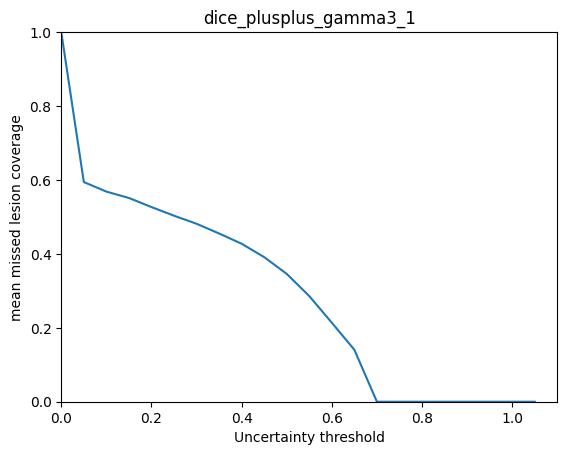 dice_plusplus_gamma3_1
mean missed lesion coverage
1.0
0.8
0.6
0.4
0.2
0.0
0.0 0.2 0.4 0.6 0.8 1.0
Uncertainty threshold